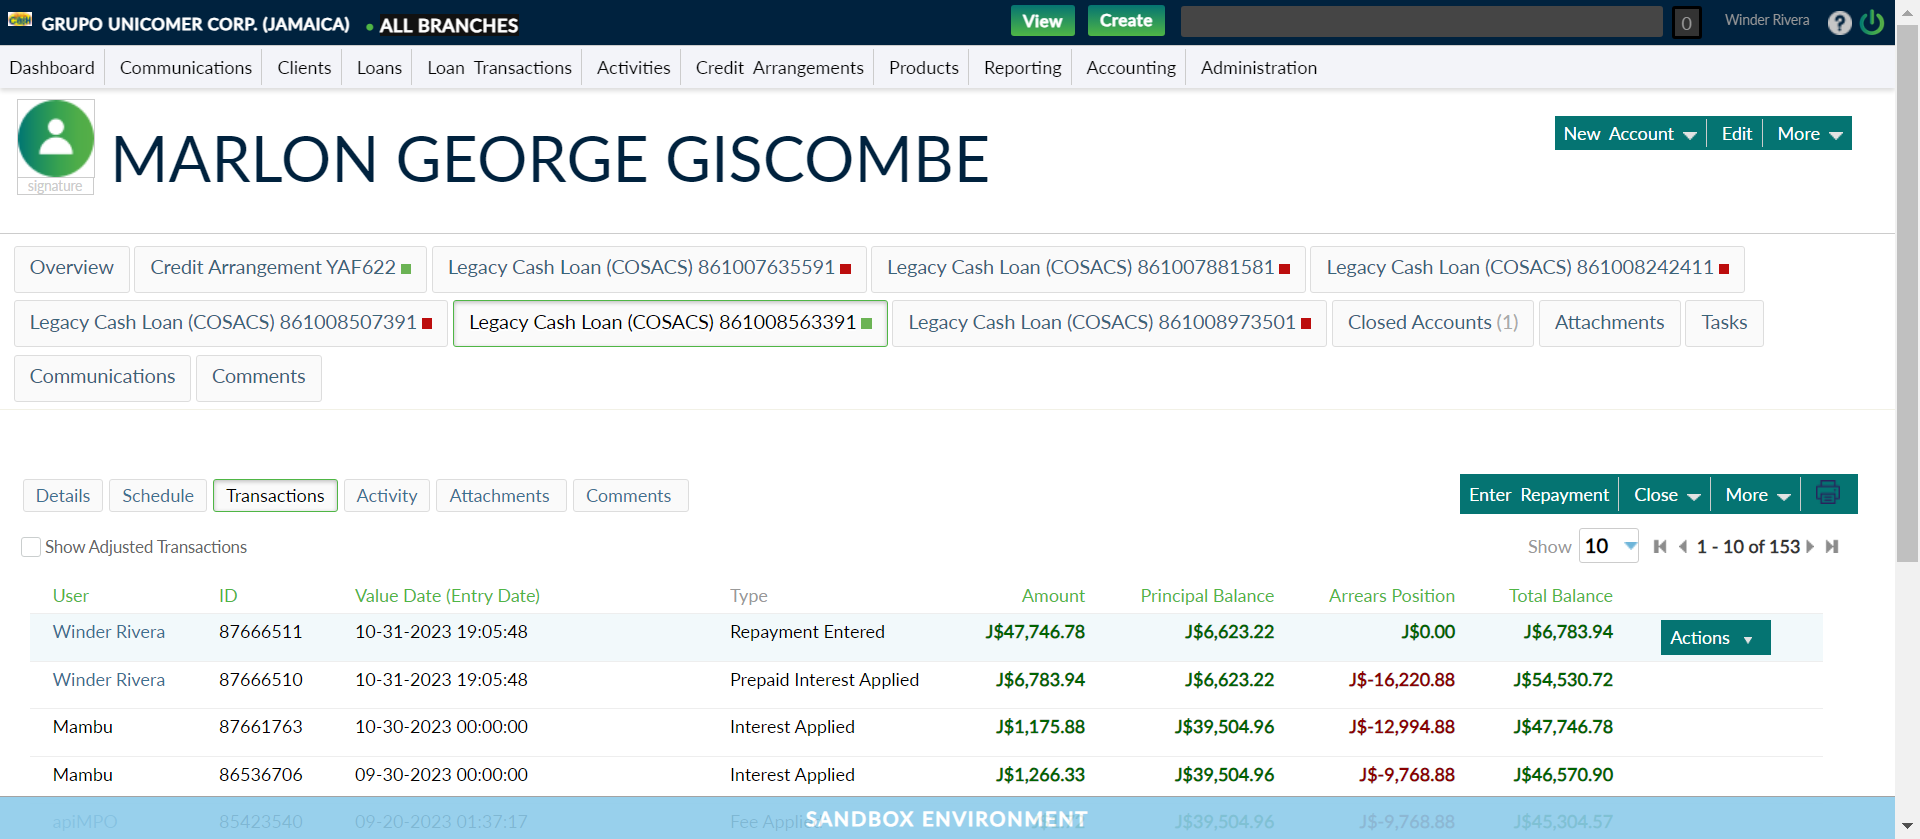 Cash GRUPO UNICOMER CORP. (JAMAICA) • ALL BRANCHES View Create 0 Winder Rivera ?
Dashboard Communications Clients Loans Loan Transactions Activities Credit Arrangements Products Reporting Accounting Administration
MARLON GEORGE GISCOMBE New Account Edit More
signature
Overview Credit Arrangement YAF622 Legacy Cash Loan (COSACS) 861007635591 Legacy Cash Loan (COSACS) 861007881581 Legacy Cash Loan (COSACS) 861008242411
Legacy Cash Loan (COSACS) 861008507391 Legacy Cash Loan (COSACS) 861008563391 Legacy Cash Loan (COSACS) 861008973501 Closed Accounts (1) Attachments Tasks
Communications Comments
Details Schedule Transactions Activity Attachments Comments Enter Repayment Close More
Show Adjusted Transactions Show 10 1 - 10 of 153
User ID Value Date (Entry Date) Type Amount Principal Balance Arrears Position Total Balance
Winder Rivera 87666511 10-31-2023 19:05:48 Repayment Entered J$47,746.78 J$6,623.22 J$0.00 J$6,783.94 Actions
Winder Rivera 87666510 10-31-2023 19:05:48 Prepaid Interest Applied J$6,783.94 J$6,623.22 J$-16,220.88 J$54,530.72
Mambu 87661763 10-30-2023 00:00:00 Interest Applied J$1,175.88 J$39,504.96 J$-12,994.88 J$47,746.78
Mambu 86536706 09-30-2023 00:00:00 Interest Applied J$1,266.33 J$39,504.96 J$-9,768.88 J$46,570.90
apiMPO 85423540 09-20-2023 01:37:17 Fee Applied J$39,504.96 J$-9,768.88 J$45,304.57
SANDBOX ENVIRONMENT